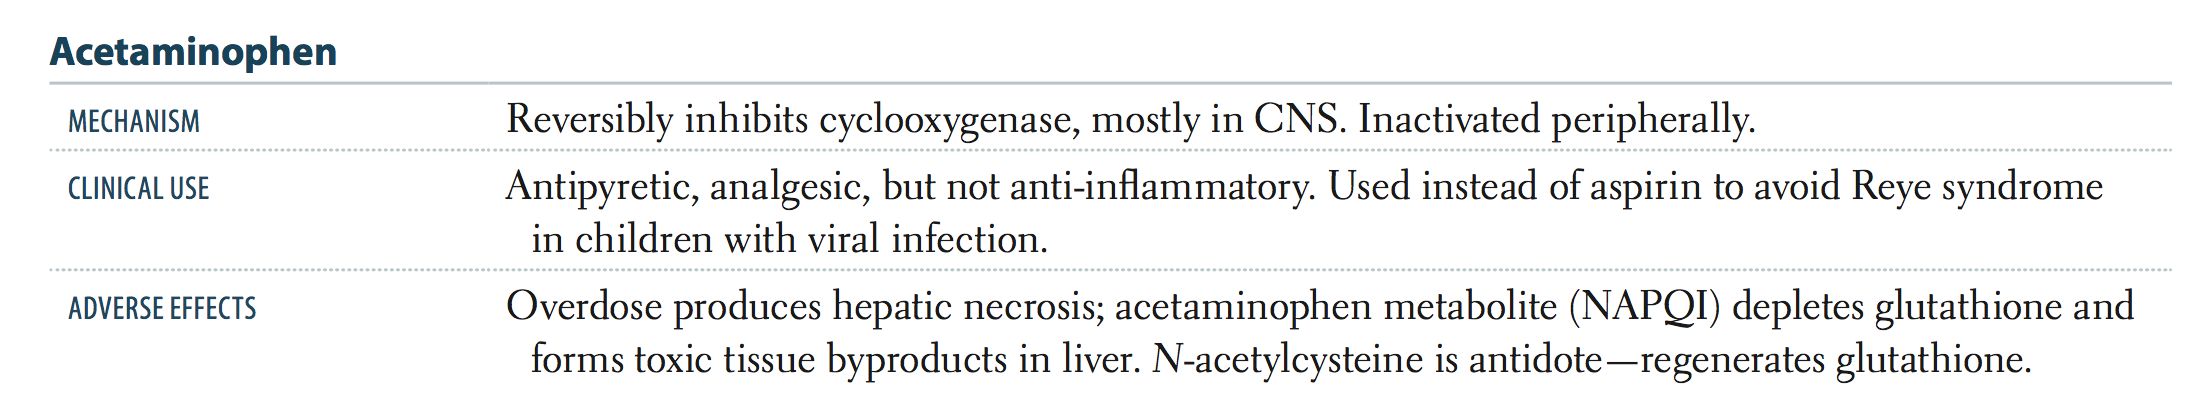 Acetaminophen
MECHANISM Reversibly inhibits cyclooxygenase, mostly in CNS. Inactivated peripherally.
CLINICAL USE Antipyretic, analgesic, but not anti-inflammatory. Used instead of aspirin to avoid Reye syndrome
in children with viral infection.
ADVERSE EFFECTS Overdose produces hepatic necrosis; acetaminophen metabolite (NAPQI) depletes glutathione and
forms toxic tissue byproducts in liver. N-acetylcysteine is antidote—regenerates glutathione.